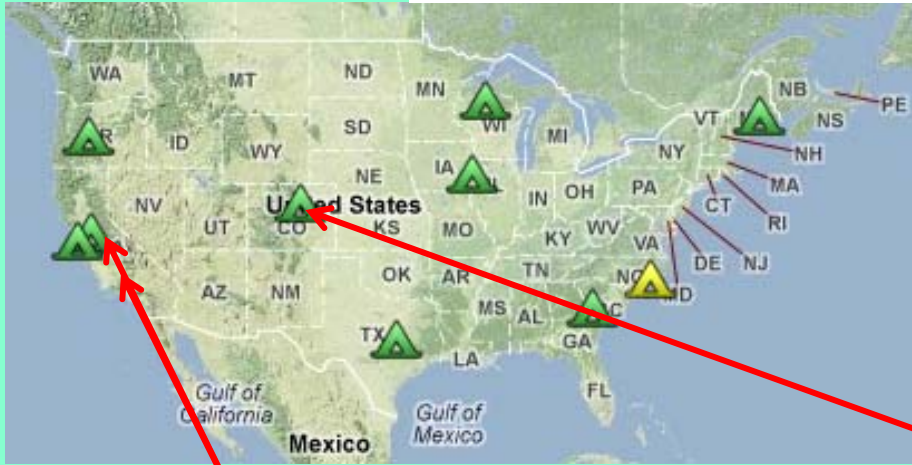 WA
MT
ND
MN
NB
PE
OR
ID
SD
WI
MI
VT
NS
WY
NY
NH
NE
IA
MA
NV
UT
United States
IN
OH
PA
CT
RI
CO
KS
MO
KY
WV
VA
DE
NJ
AZ
NM
OK
AR
TN
NC
MD
MS
AL
TX
GA
LA
FL
Gulf of
California
Gulf of
Mexico
Mexico